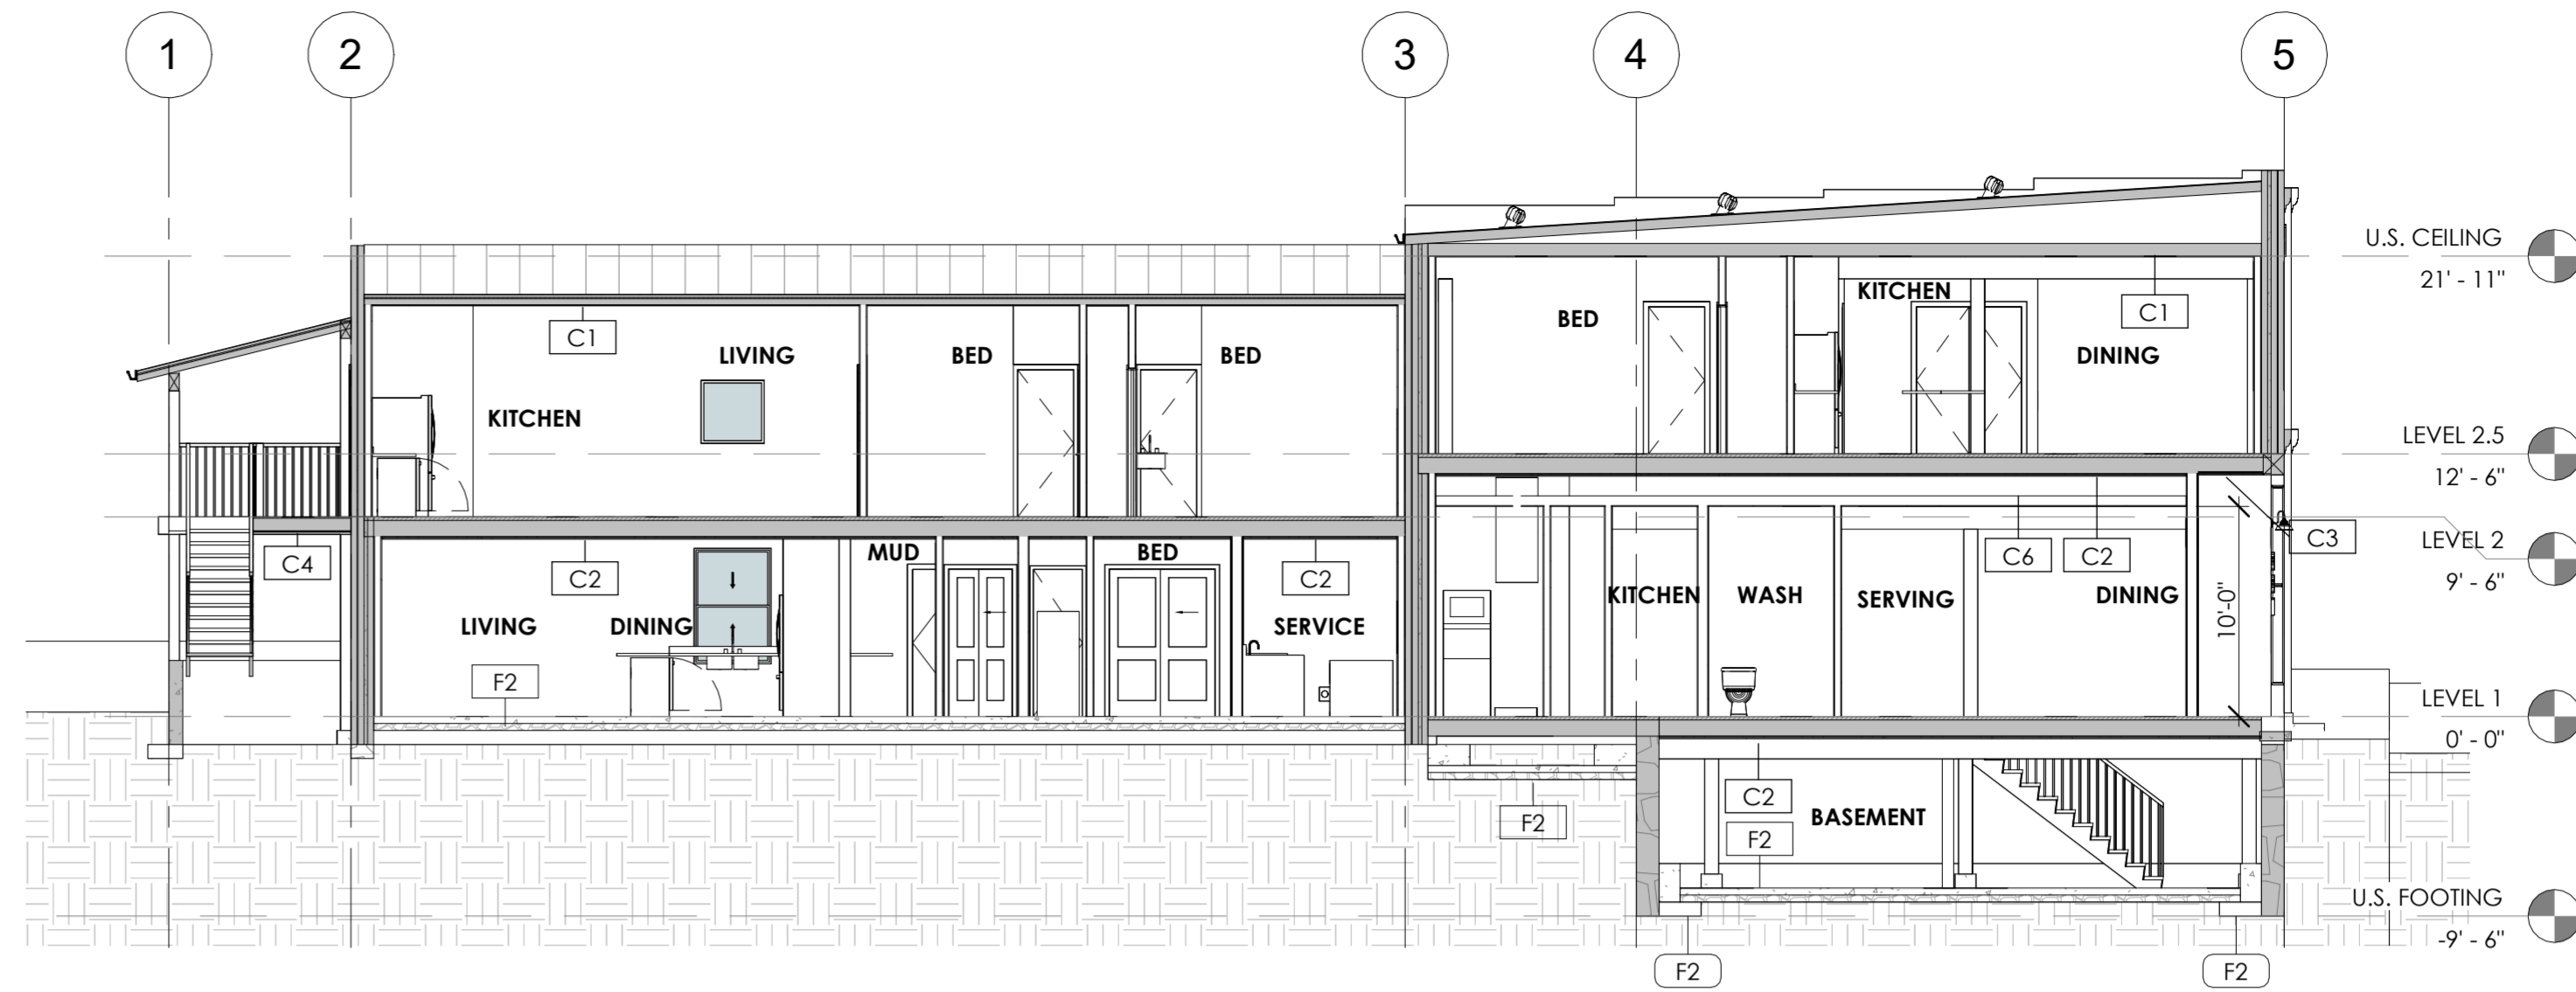 1
2
3
4
5
U.S. CEILING
21' - 11"
KITCHEN
C1
BED
C1
LIVING
BED
BED
DINING
KITCHEN
LEVEL 2.5
12' - 6"
C4
C2
MUD
BED
C2
C6
C2
C3
LEVEL 2
9' - 6"
KITCHEN
WASH
SERVING
DINING
10'-0"
LIVING
DINING
SERVICE
F2
LEVEL 1
0' - 0"
C2
F2
BASEMENT
F2
U.S. FOOTING
-9' - 6"
F2
F2